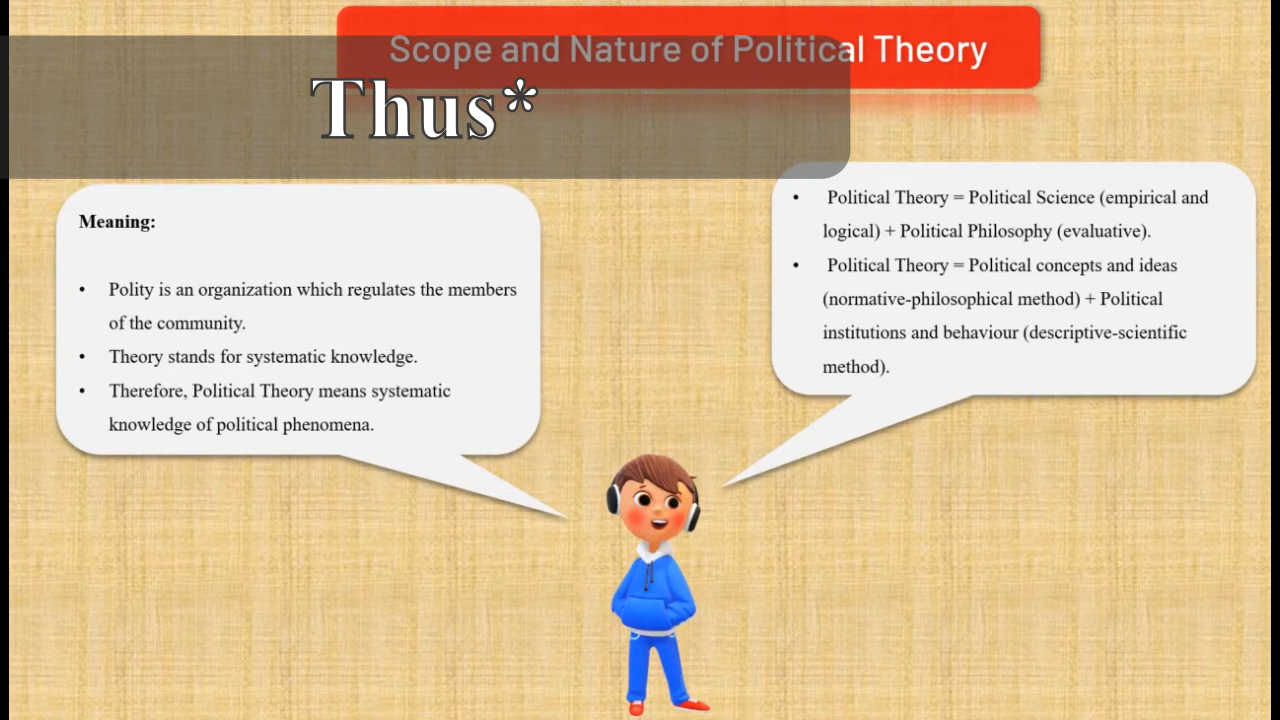 Scope and Nature of Political Theory
Thus*
Meaning:
• Polity is an organization which regulates the members
of the community.
• Theory stands for systematic knowledge.
• Therefore, Political Theory means systematic
knowledge of political phenomena.
• Political Theory = Political Science (empirical and
logical) + Political Philosophy (evaluative).
• Political Theory = Political concepts and ideas
(normative-philosophical method) + Political
institutions and behaviour (descriptive-scientific
method).